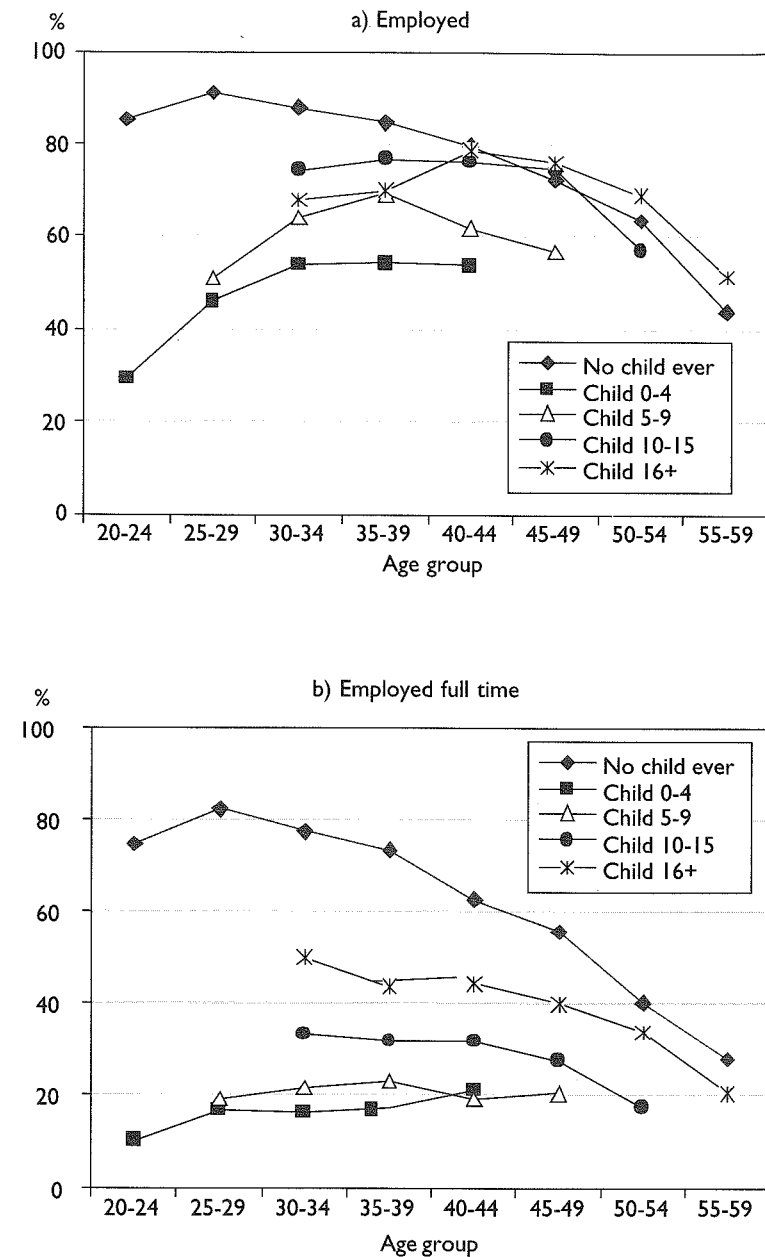 %
a) Employed
100
80
60
40
20
0
20-24 25-29 30-34 35-39 40-44 45-49 50-54 55-59
Age group
No child ever
Child 0-4
Child 5-9
Child 10-15
Child 16+
%
b) Employed full time
100
80
60
40
20
0
20-24 25-29 30-34 35-39 40-44 45-49 50-54 55-59
Age group
No child ever
Child 0-4
Child 5-9
Child 10-15
Child 16+